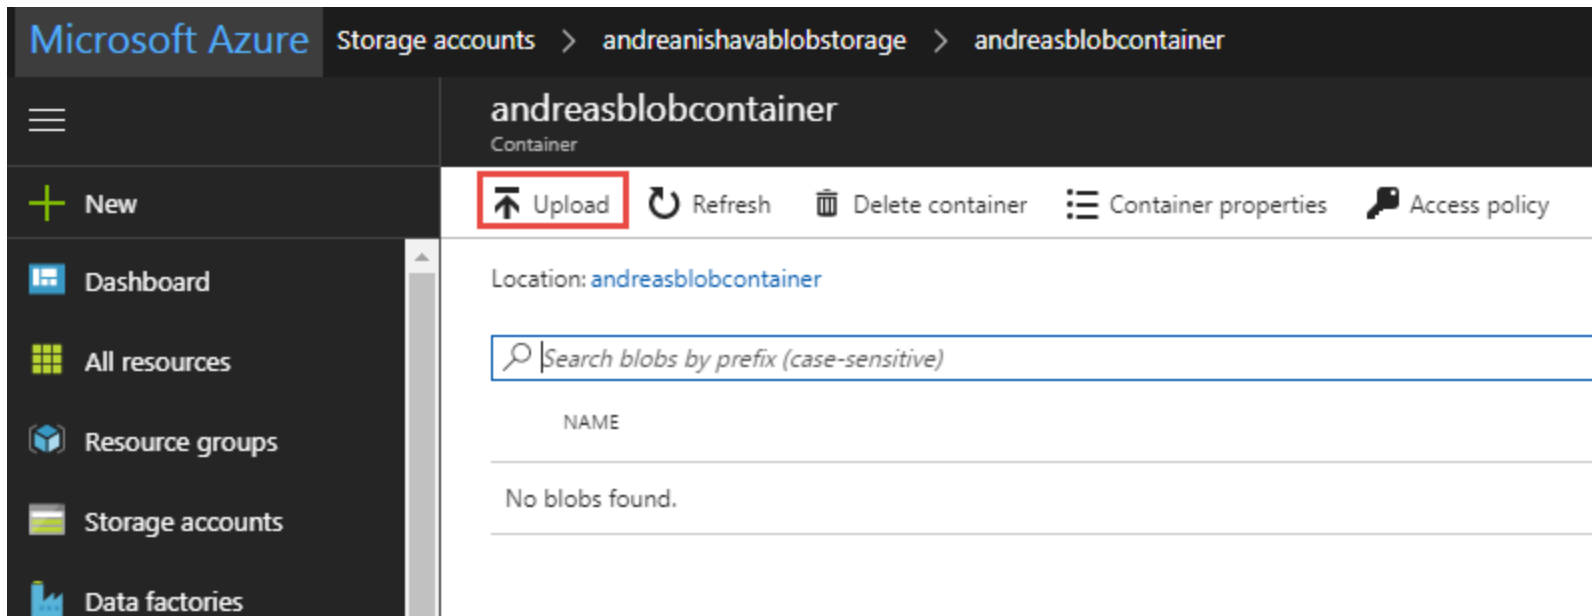 Microsoft Azure Storage accounts > andreanishavablobstorage > andreasblobcontainer
andreasblobcontainer
Container
New
Upload Refresh Delete container Container properties Access policy
Dashboard
Location: andreasblobcontainer
All resources
Search blobs by prefix (case-sensitive)
NAME
Resource groups
No blobs found.
Storage accounts
Data factories